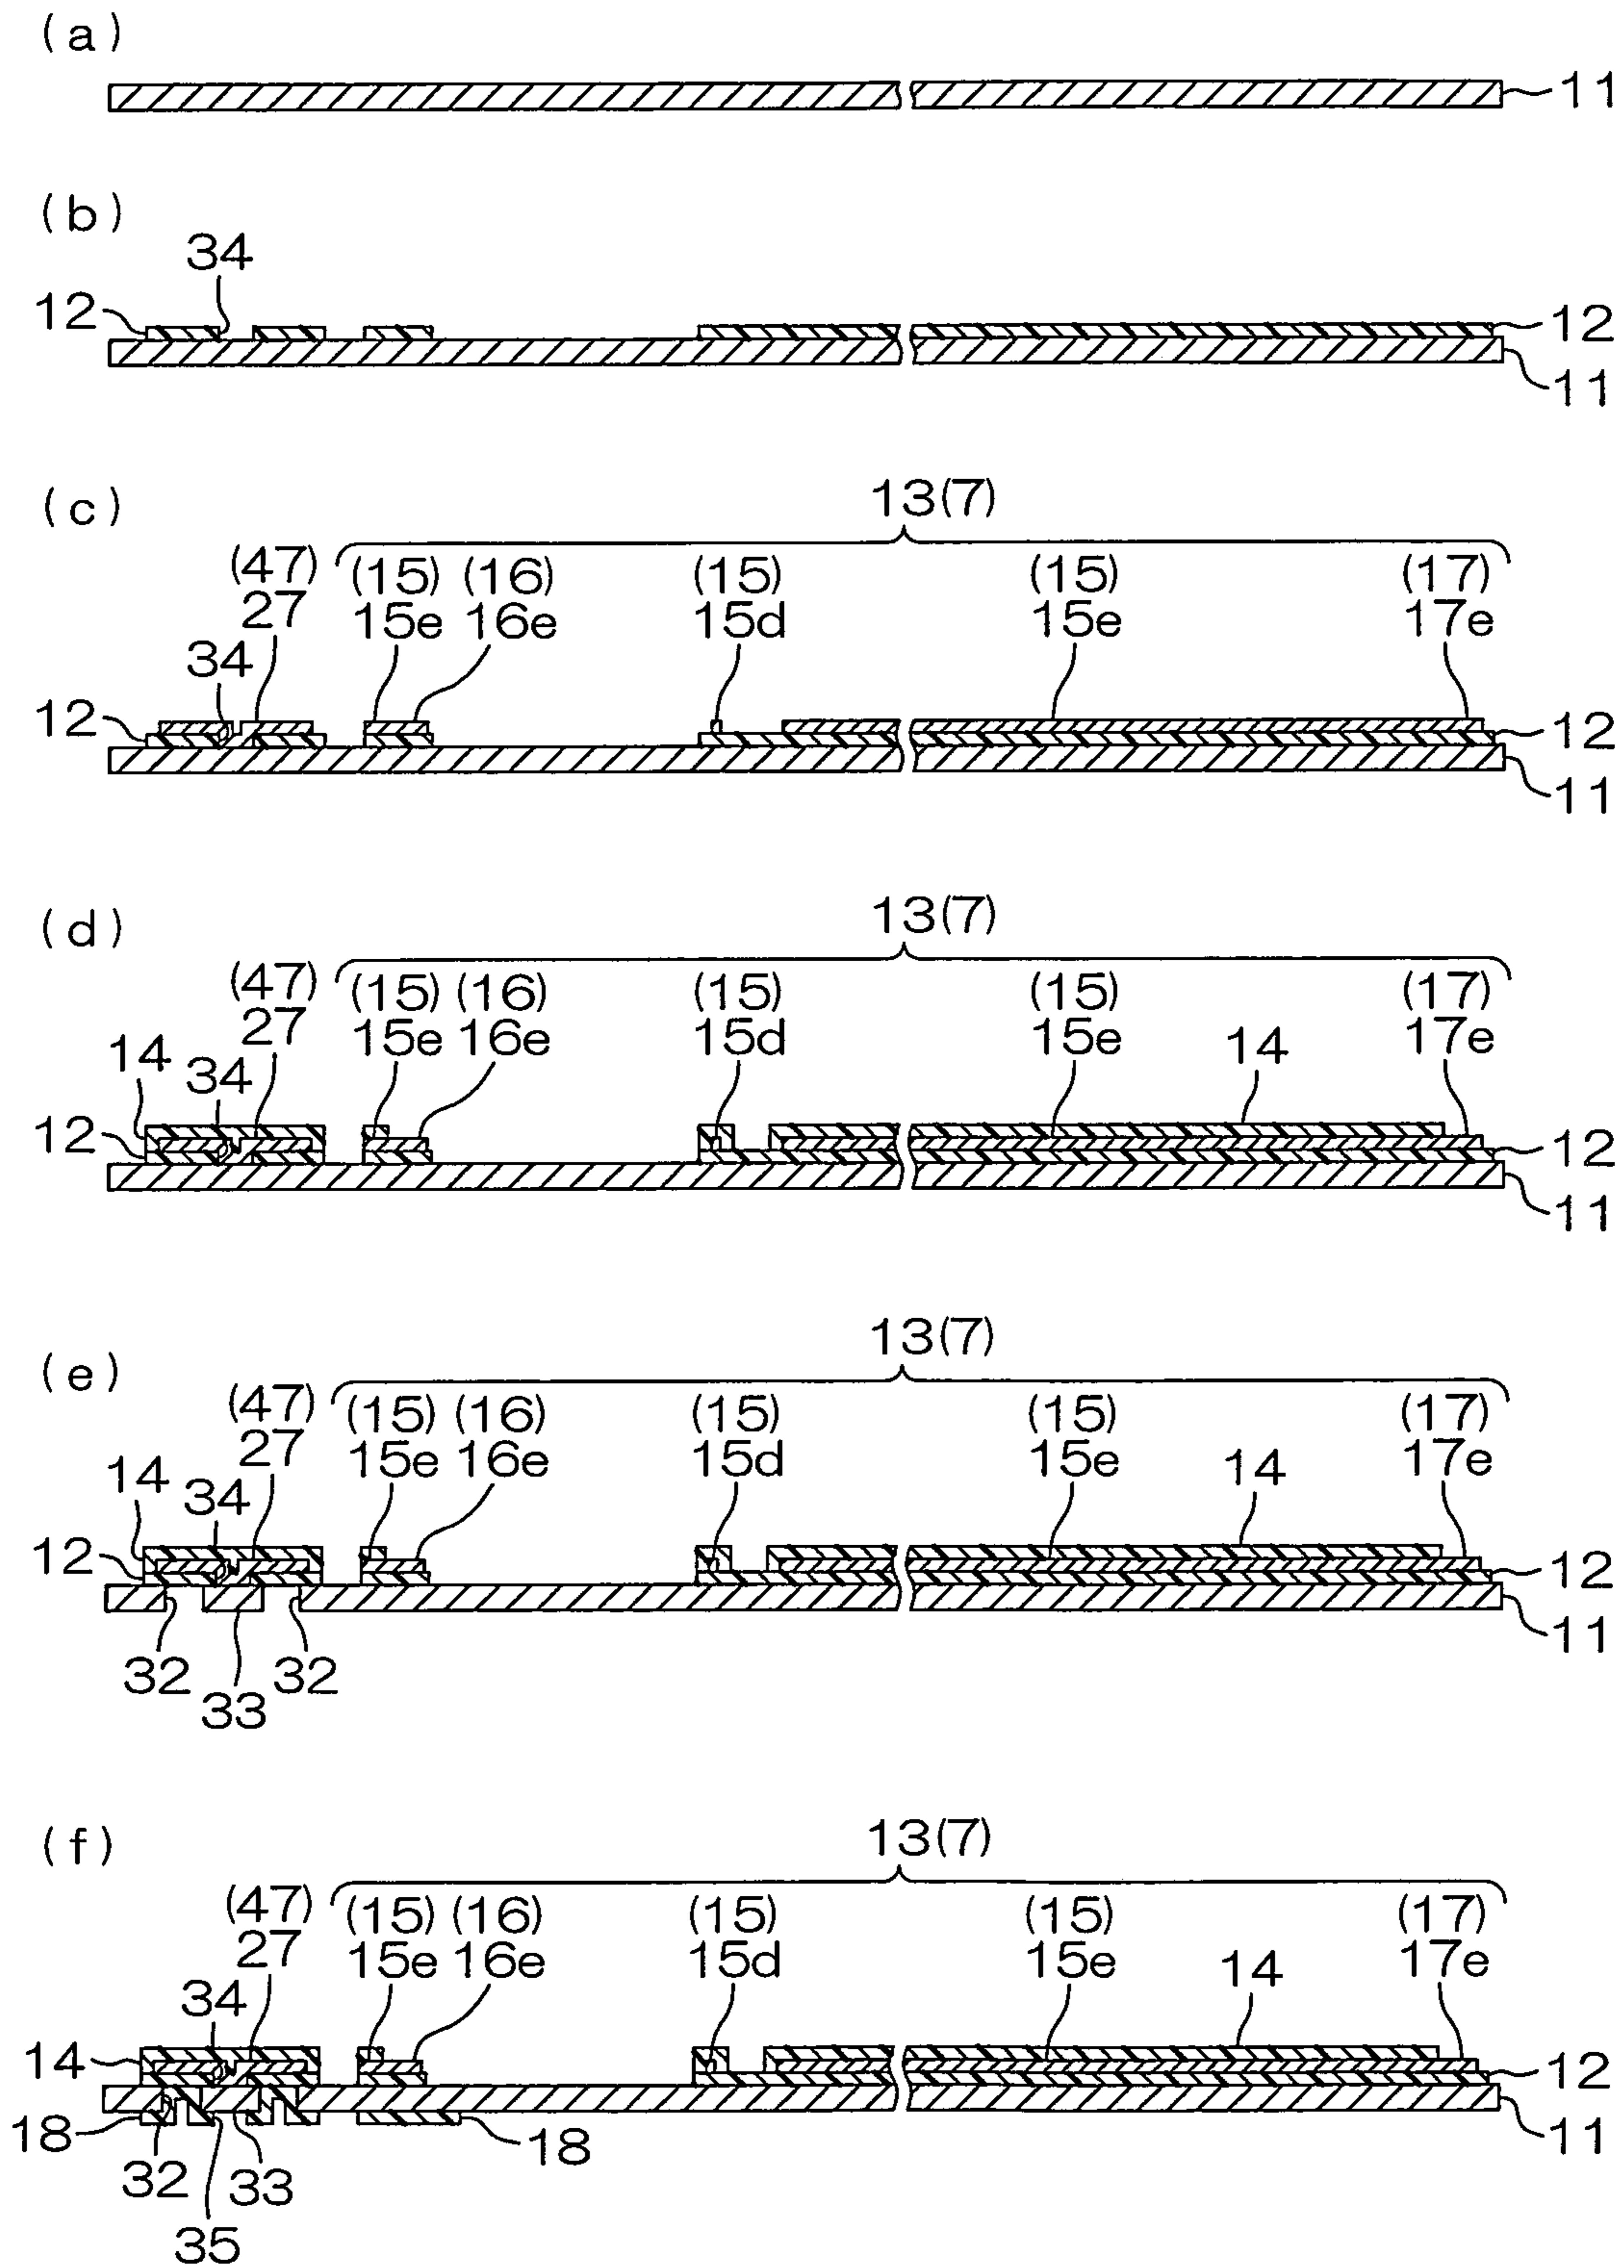 (a)
11
(b)
34
12 12
11
(c)
13(7)
(47) (15) (16) (15) (15) (17)
27 15e 16e 15d 15e 17e
34
12 12
11
(d)
13(7)
(47) (15) (16) (15) (15) (17)
27 15e 16e 15d 15e 14 17e
14 34
12 12
11
(e)
13(7)
(47) (15) (16) (15) (15) (17)
27 15e 16e 15d 15e 14 17e
14 34
12 12
11
32 33 32
(f)
13(7)
(47) (15) (16) (15) (15) (17)
27 15e 16e 15d 15e 14 17e
34
14 12
18 18 11
32 33
35